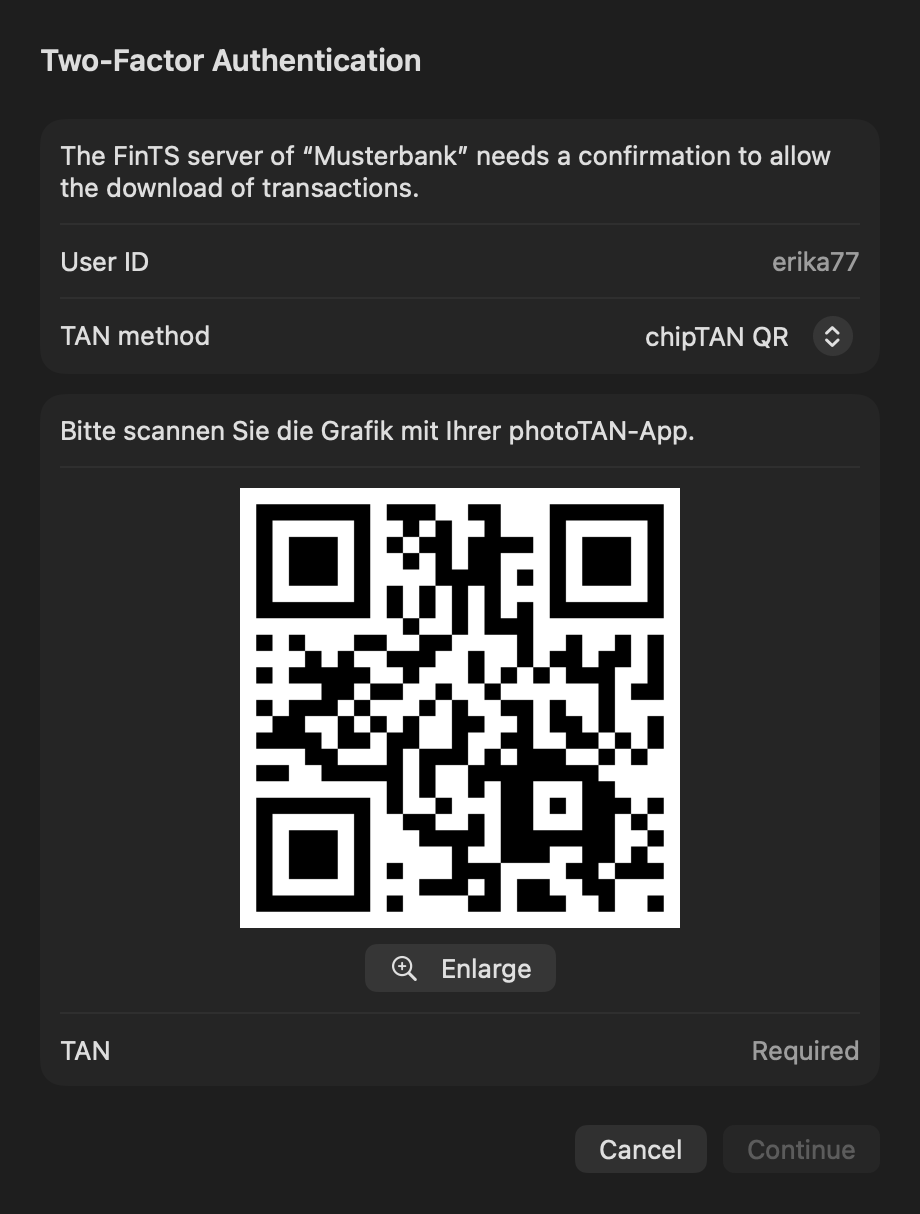 Two-Factor Authentication
The FinTS server of “Musterbank” needs a confirmation to allow
the download of transactions.
User ID
erika77
TAN method
chipTAN QR
Bitte scannen Sie die Grafik mit Ihrer photoTAN-App.
Enlarge
TAN
Required
Cancel
Continue